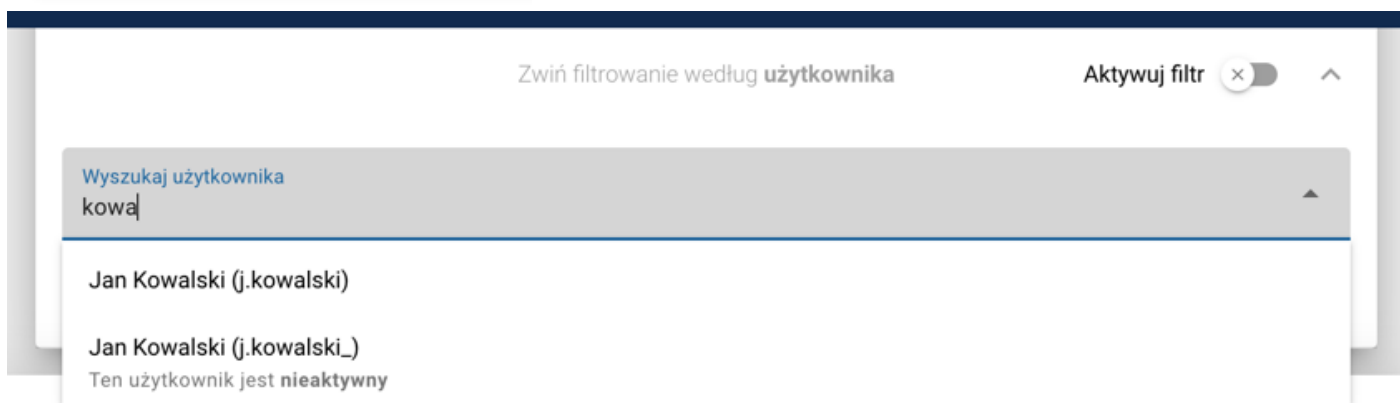 Zwiń filtrowanie według użytkownika Aktywuj filtr
Wyszukaj użytkownika
kowa
Jan Kowalski (j.kowalski)
Jan Kowalski (j.kowalski_)
Ten użytkownik jest nieaktywny